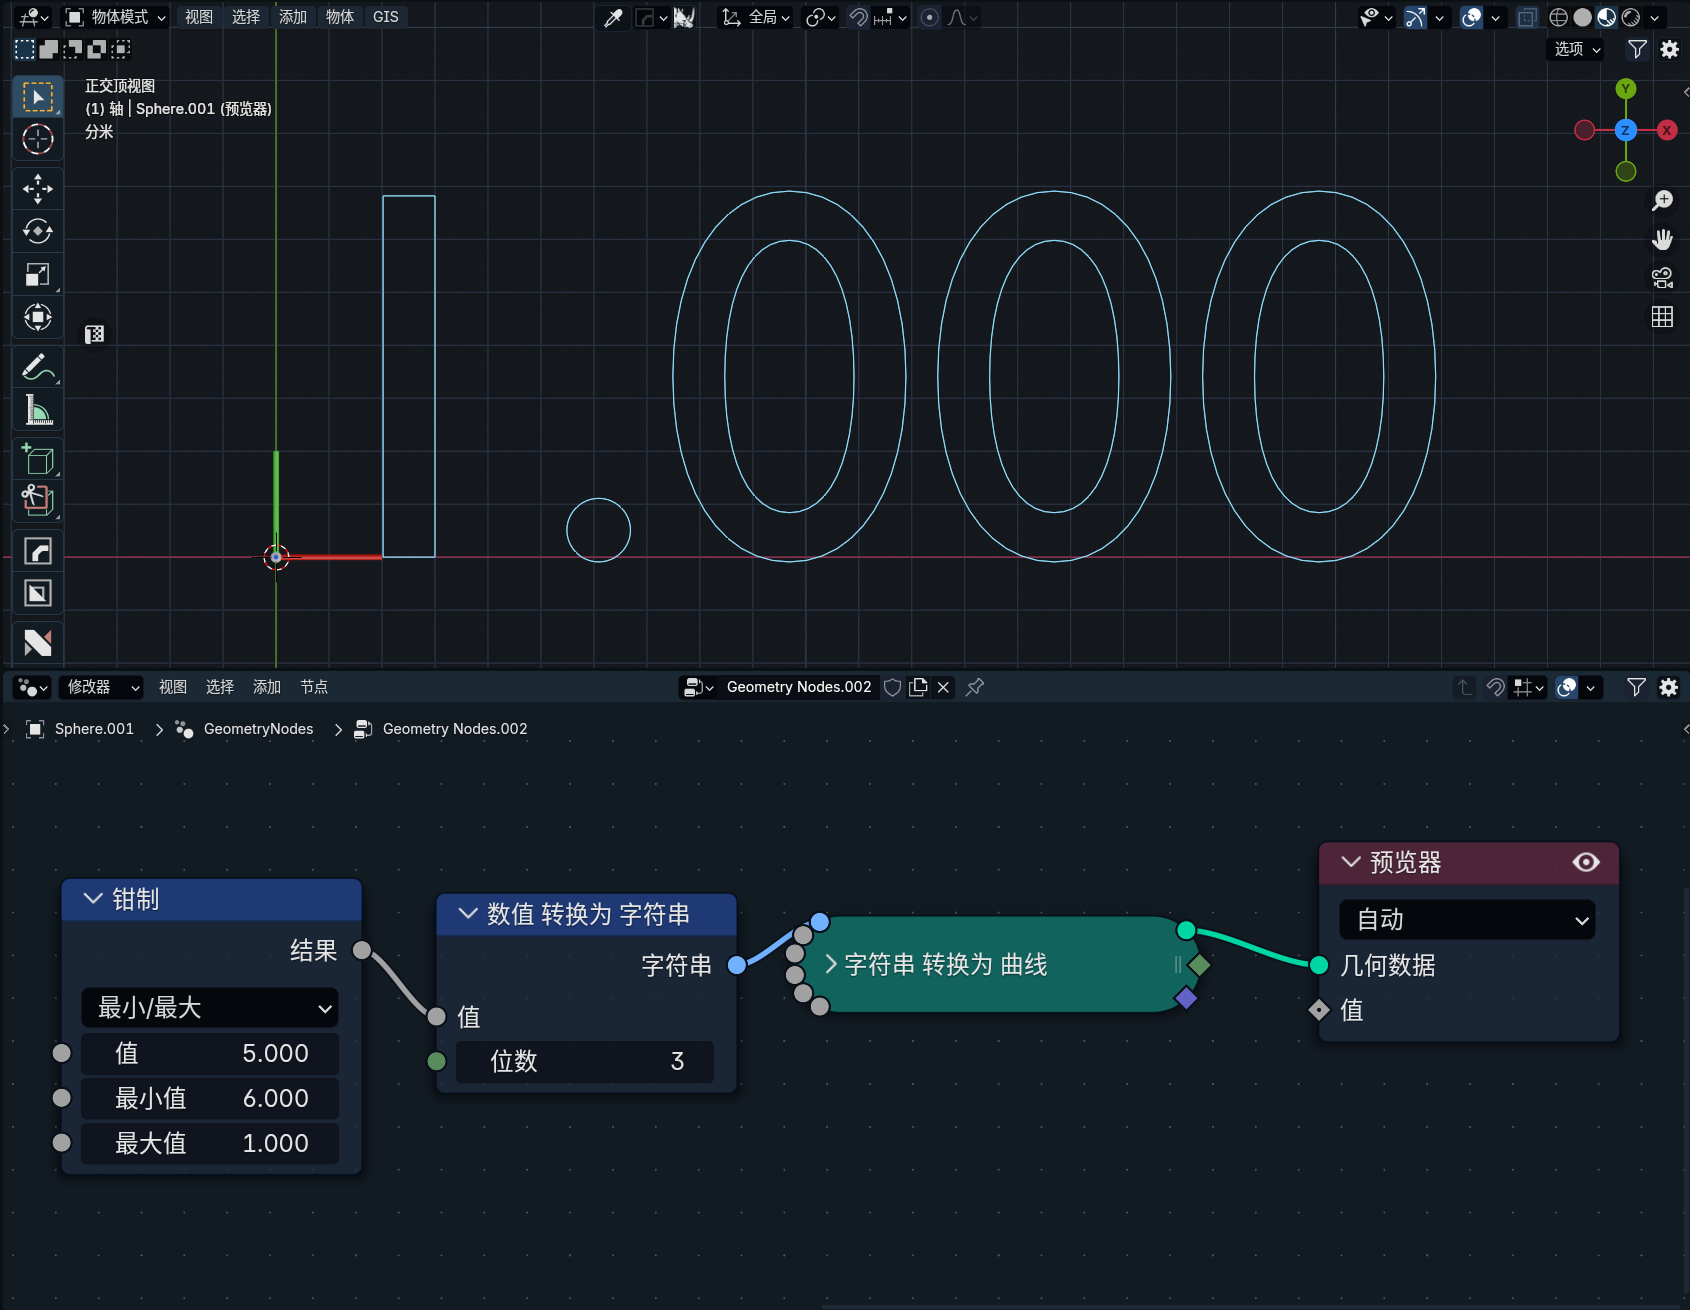 物体模式 视图 选择 添加 物体 GIS 全局
选项
正交顶视图
(1) 轴 | Sphere.001 (预览器)
分米
Y
Z
X
1.000
修改器 视图 选择 添加 节点 Geometry Nodes.002
Sphere.001 GeometryNodes Geometry Nodes.002
钳制
结果
最小/最大
值 5.000
最小值 6.000
最大值 1.000
数值 转换为 字符串
字符串
值
位数 3
字符串 转换为 曲线
预览器
自动
几何数据
值